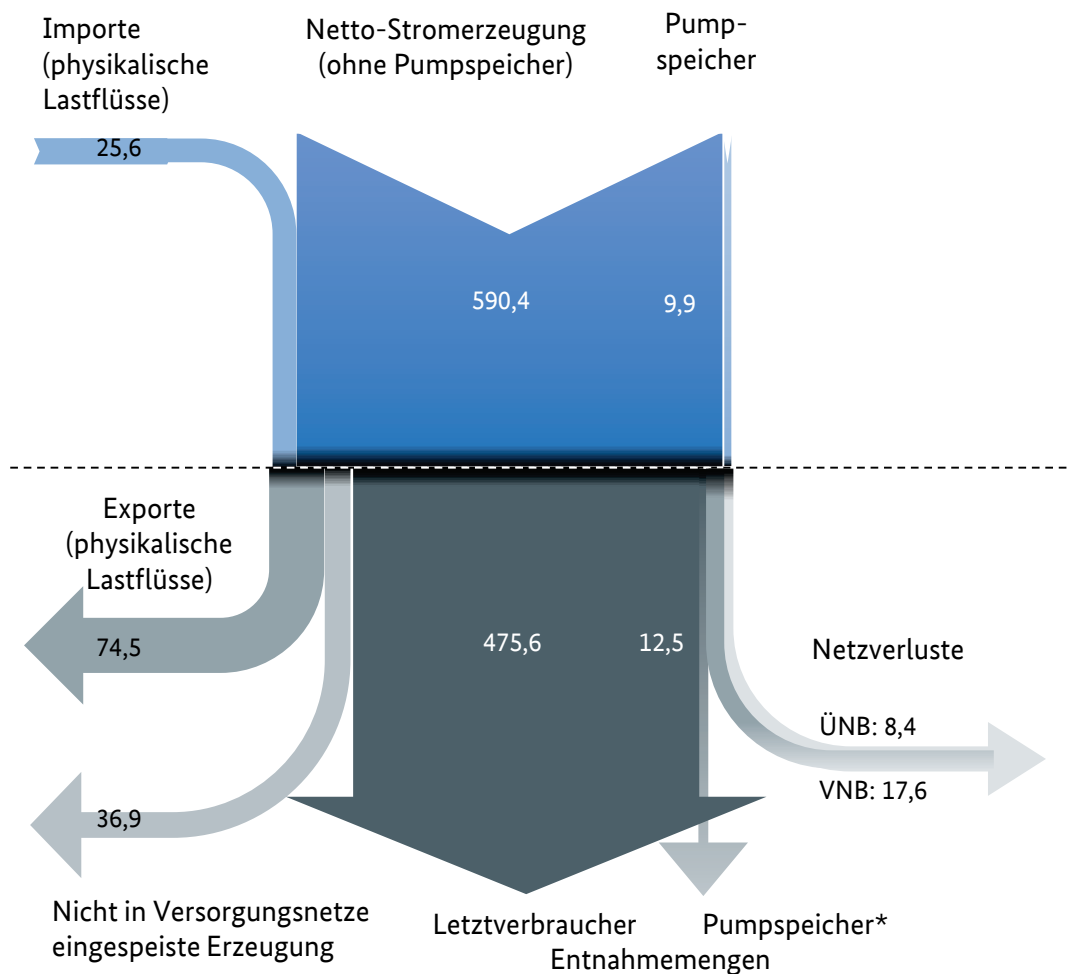 Importe
(physikalische
Lastflüsse)
Netto-Stromerzeugung
(ohne Pumpspeicher)
Pump-
speicher
25,6
590,4
9,9
Exporte
(physikalische
Lastflüsse)
74,5
475,6
12,5
Netzverluste
ÜNB: 8,4
VNB: 17,6
36,9
Nicht in Versorgungsnetze
eingespeiste Erzeugung
Letztverbraucher
Pumpspeicher*
Entnahmemengen